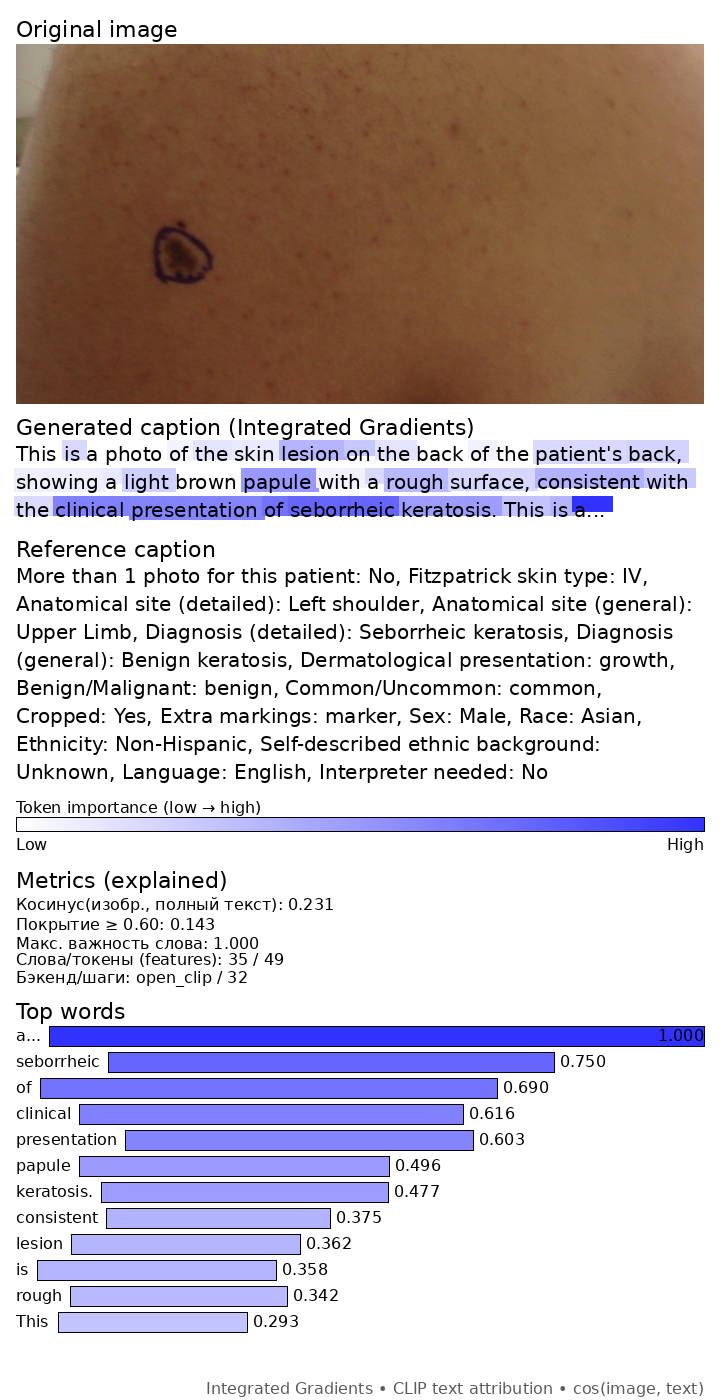 Original image
Generated caption (Integrated Gradients)
This is a photo of the skin lesion on the back of the patient's back,
showing a light brown papule with a rough surface, consistent with
the clinical presentation of seborrheic keratosis. This is a...
Reference caption
More than 1 photo for this patient: No, Fitzpatrick skin type: IV,
Anatomical site (detailed): Left shoulder, Anatomical site (general):
Upper Limb, Diagnosis (detailed): Seborrheic keratosis, Diagnosis
(general): Benign keratosis, Dermatological presentation: growth,
Benign/Malignant: benign, Common/Uncommon: common,
Cropped: Yes, Extra markings: marker, Sex: Male, Race: Asian,
Ethnicity: Non-Hispanic, Self-described ethnic background:
Unknown, Language: English, Interpreter needed: No
Token importance (low → high)
Low High
Metrics (explained)
Косинус(изобр., полный текст): 0.231
Покрытие ≥ 0.60: 0.143
Макс. важность слова: 1.000
Слова/токены (features): 35 / 49
Бэкенд/шаги: open_clip / 32
Top words
a... 1.000
seborrheic 0.750
of 0.690
clinical 0.616
presentation 0.603
papule 0.496
keratosis. 0.477
consistent 0.375
lesion 0.362
is 0.358
rough 0.342
This 0.293
Integrated Gradients • CLIP text attribution • cos(image, text)